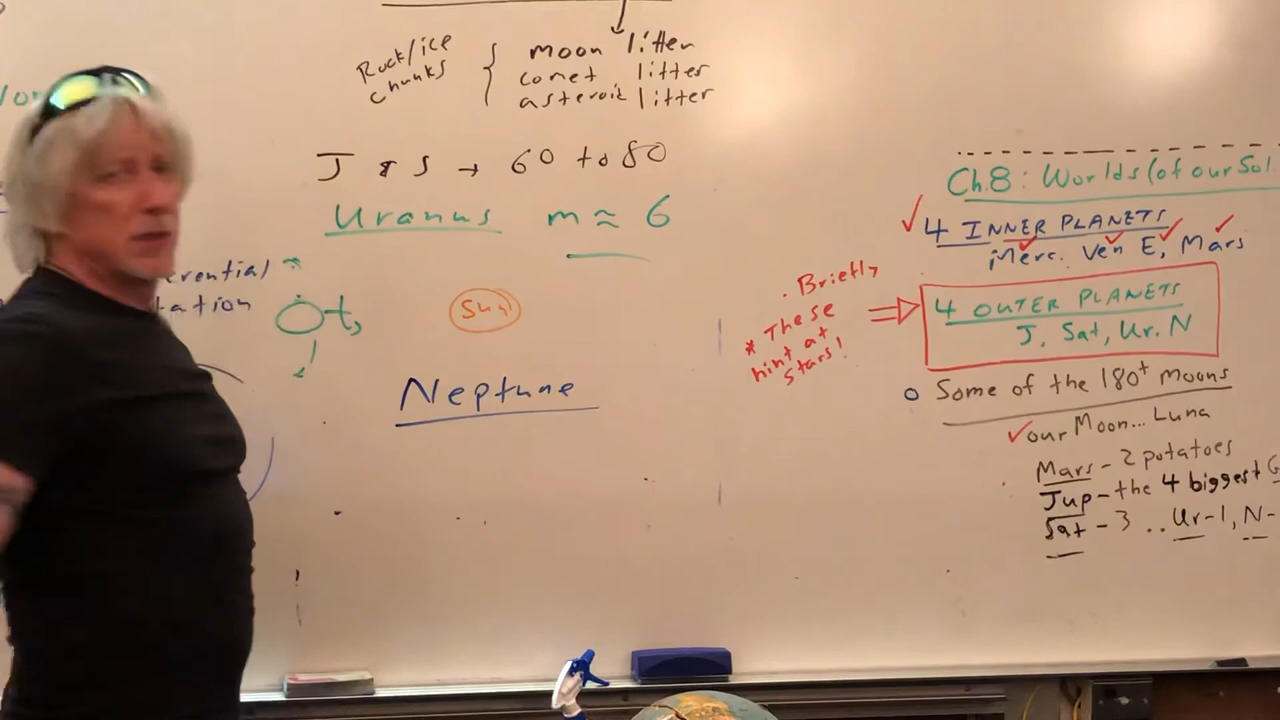 Rock/ice
chunks
moon litter
comet litter
asteroid litter
J & S → 60 to 80
Uranus m ≈ 6
erential
tation
Sun
Neptune
Ch.8: Worlds (of our Sol
4 INNER PLANETS
Merc. Ven E, Mars
. Briefly
* These
hint at
stars!
4 OUTER PLANETS
J, Sat, Ur. N
o Some of the 180+ moons
✓our Moon... Luna
Mars - 2 potatoes
Jup - the 4 biggest G
Sat - 3 .. Ur-1, N-